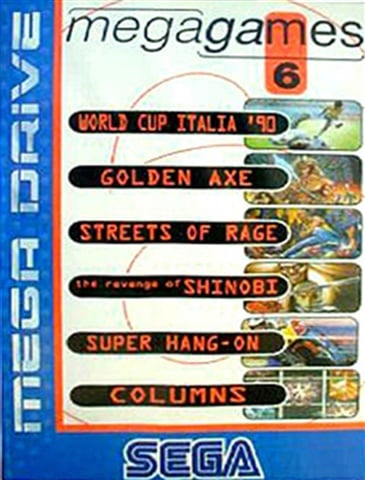 megagames
6
WORLD CUP ITALIA '90
GOLDEN AXE
STREETS OF RAGE
the revenge of SHINOBI
SUPER HANG-ON
COLUMNS
MEGA DRIVE
SEGA